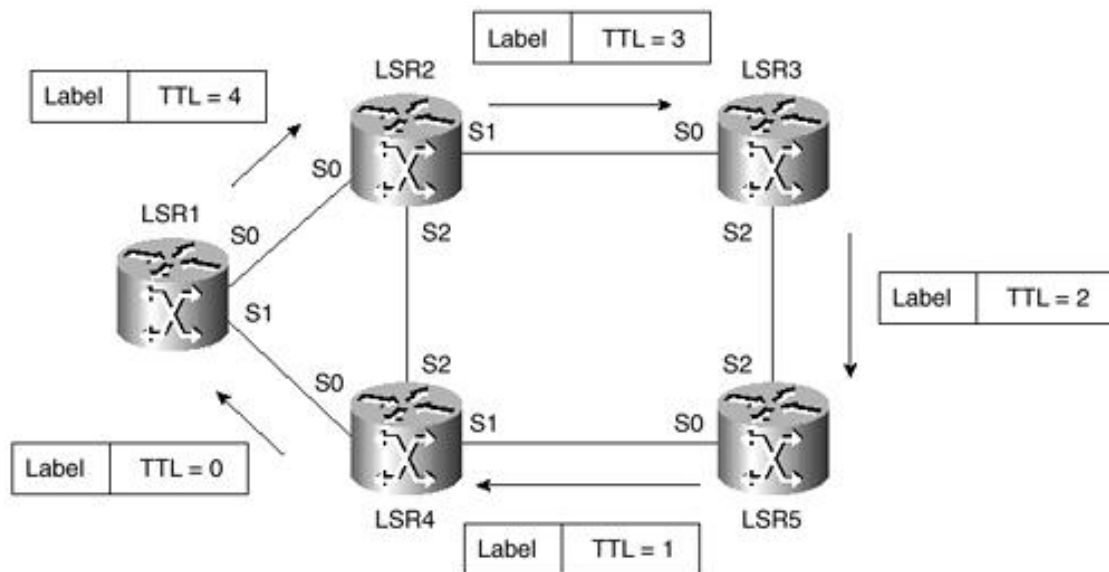 Label TTL = 3
LSR2 LSR3
Label TTL = 4
S1 S0
S0
LSR1
S0
S2 S2
Label TTL = 2
S1
S2 S2
S0
S1 S0
Label TTL = 0
LSR4 LSR5
Label TTL = 1